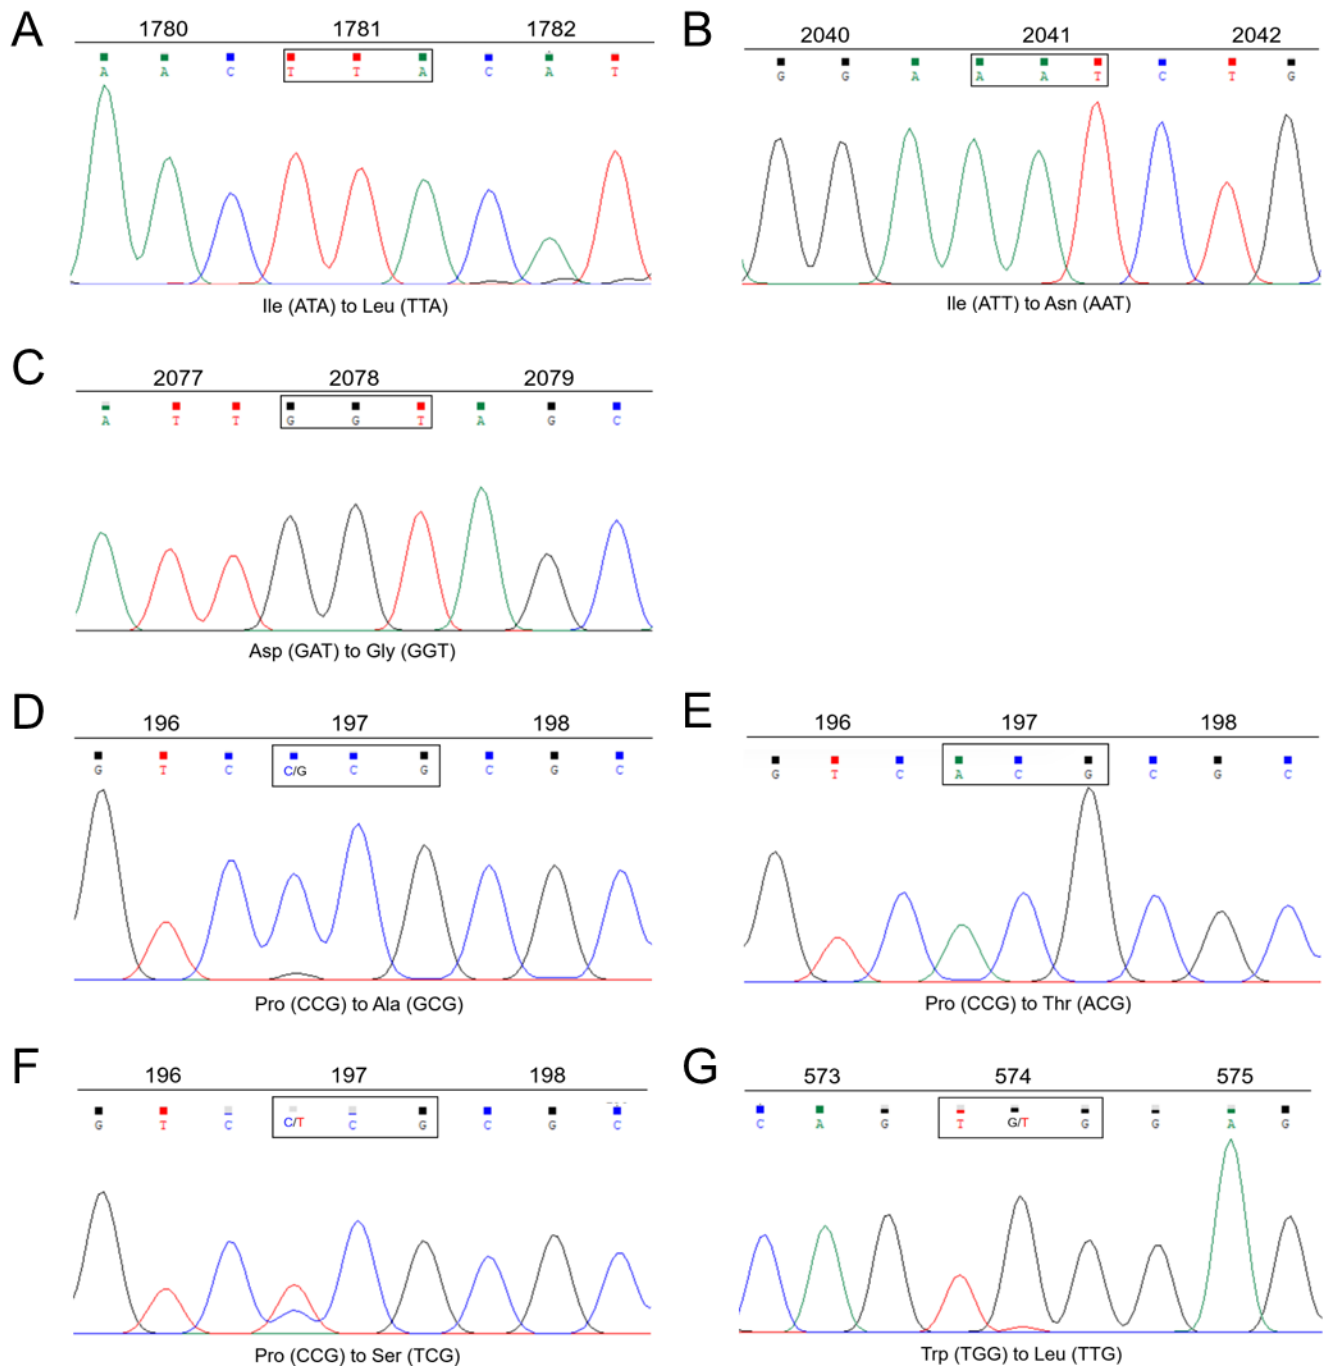 A
1780 1781 1782
A A C T T A C A T
Ile (ATA) to Leu (TTA)
B
2040 2041 2042
G G A A A T C T G
Ile (ATT) to Asn (AAT)
C
2077 2078 2079
A T T G G T A G C
Asp (GAT) to Gly (GGT)
D
196 197 198
G T C C/G C G C G C
Pro (CCG) to Ala (GCG)
E
196 197 198
G T C A C G C G C
Pro (CCG) to Thr (ACG)
F
196 197 198
G T C C/T C G C G C
Pro (CCG) to Ser (TCG)
G
573 574 575
C A G T G/T G G A G
Trp (TGG) to Leu (TTG)